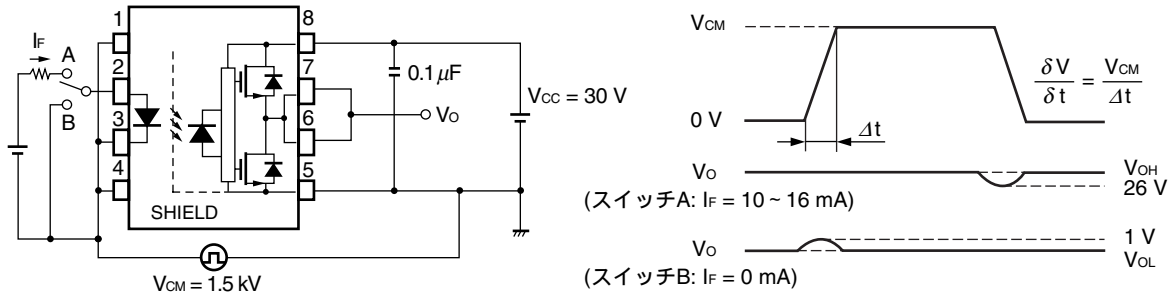 1
8
IF
A
2
7
0.1 μF
B
VCC = 30 V
VO
3
6
4
5
SHIELD
VCM = 1.5 kV
VCM
δV/δt = VCM/Δt
0 V
Δt
VO
VOH
26 V
(スイッチA: IF = 10 ~ 16 mA)
VO
1 V
VOL
(スイッチB: IF = 0 mA)